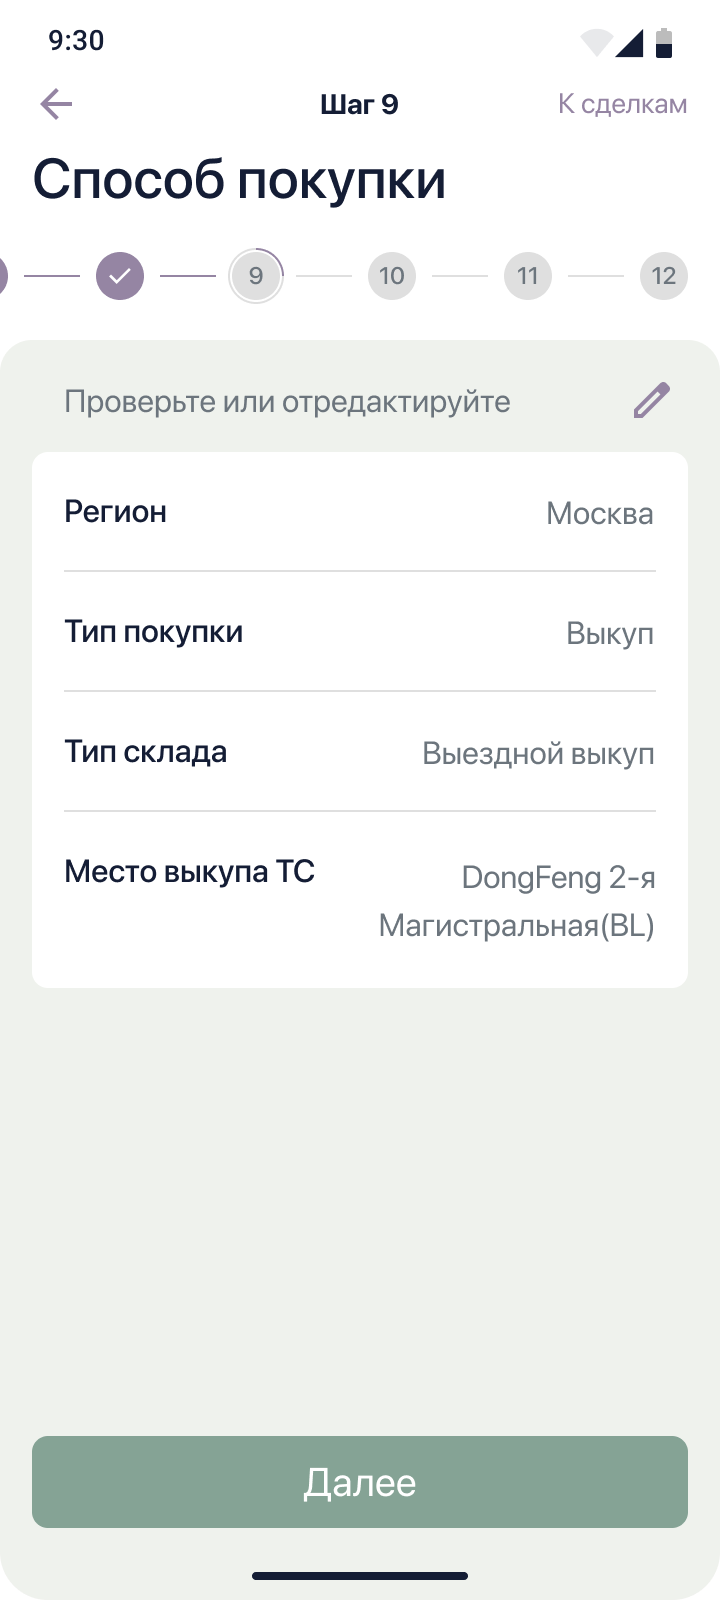 9:30
Шаг 9
К сделкам
Способ покупки
9
10
11
12
Проверьте или отредактируйте
Регион
Москва
Тип покупки
Выкуп
Тип склада
Выездной выкуп
Место выкупа ТС
DongFeng 2-я
Магистральная(BL)
Далее